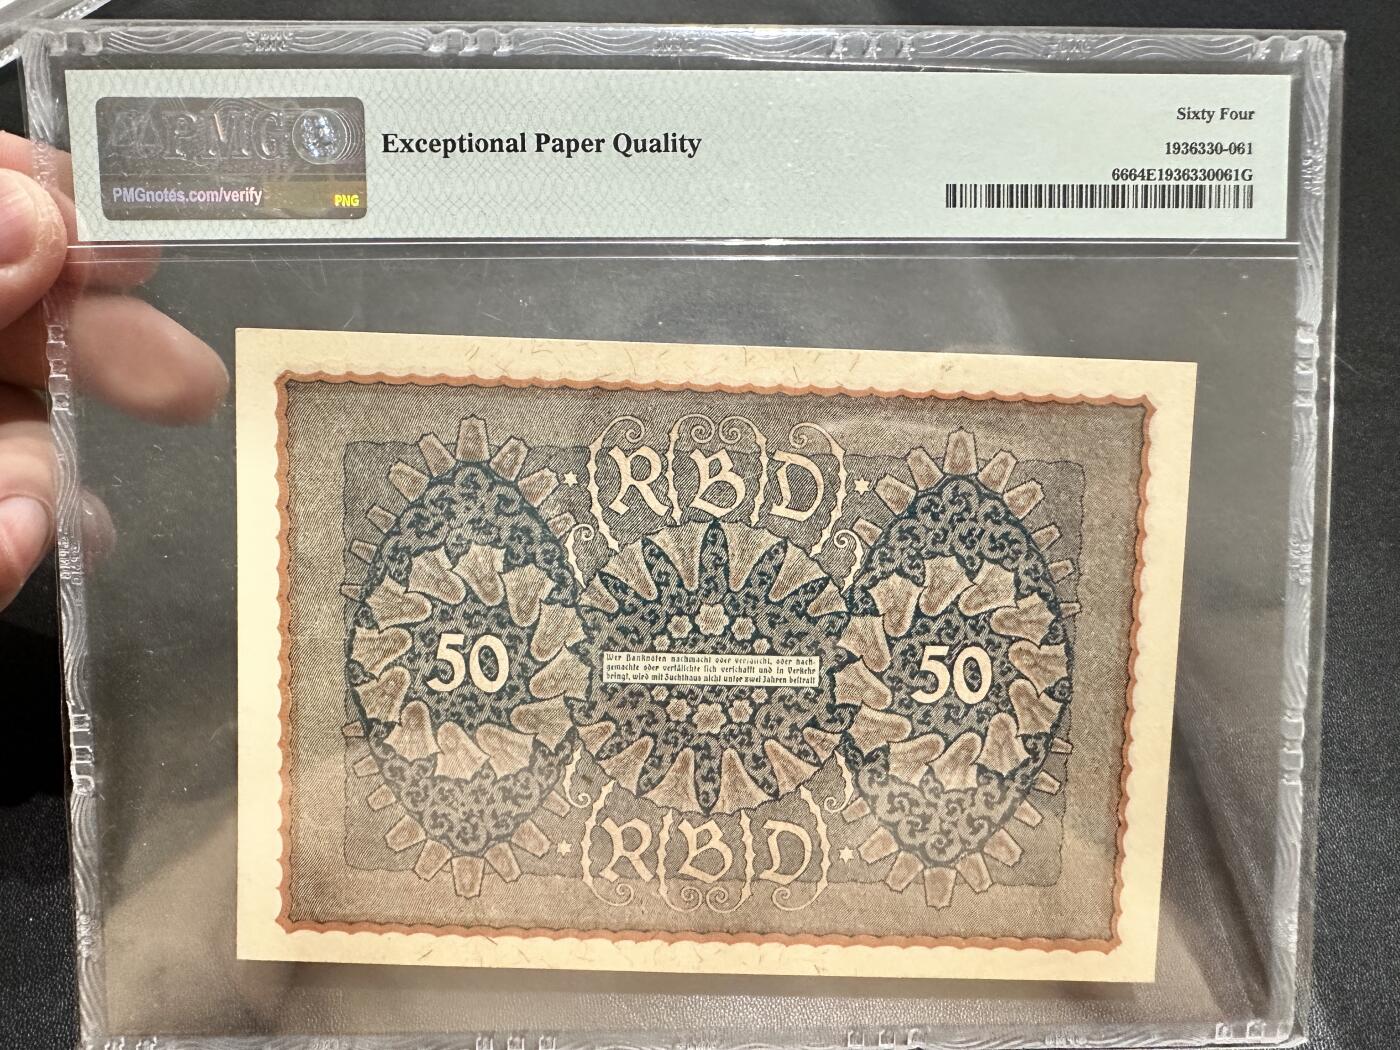 PMG
PMGnotes.com/verify
PNG
Exceptional Paper Quality
Sixty Four
1936330-061
6664E1936330061G
RBD
50
50
Wer Banknoten nachmacht oder verfälscht, oder nach-
gemachte oder verfälschte sich verschafft und in Verkehr
bringt, wird mit Zuchthaus nicht unter zwei Jahren bestraft
RBD